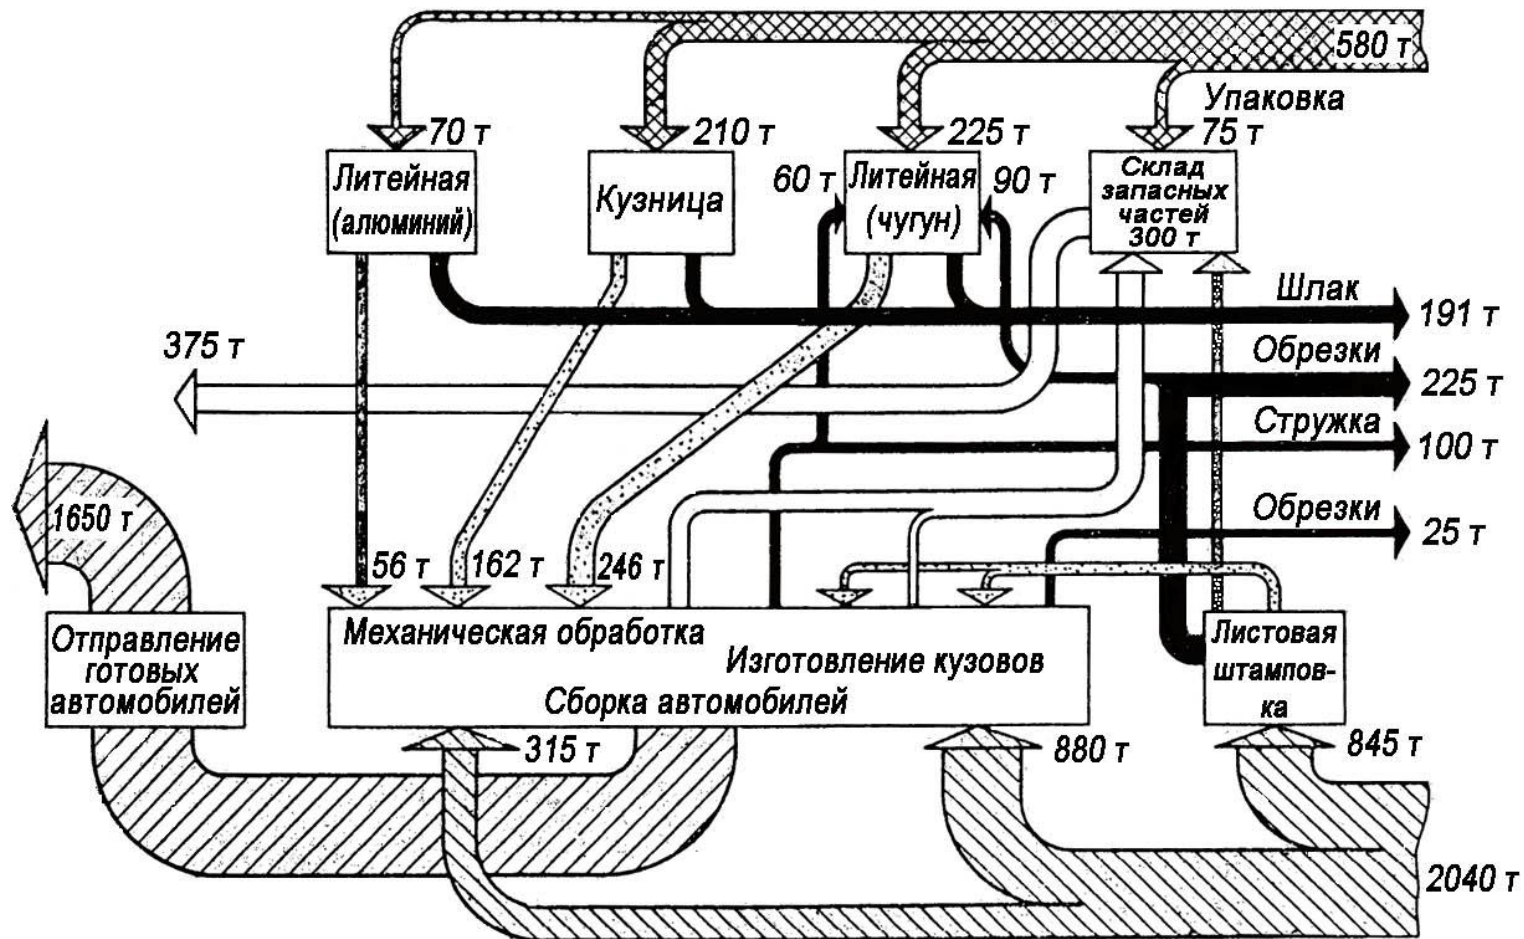 580 т
Упаковка
70 т
210 т
225 т
75 т
Литейная
(алюминий)
Кузница
60 т
Литейная
(чугун)
90 т
Склад
запасных
частей
300 т
Шлак
191 т
375 т
Обрезки
225 т
Стружка
100 т
1650 т
Обрезки
25 т
56 т
162 т
246 т
Отправление
готовых
автомобилей
Механическая обработка
Изготовление кузовов
Сборка автомобилей
Листовая
штампов-
ка
315 т
880 т
845 т
2040 т